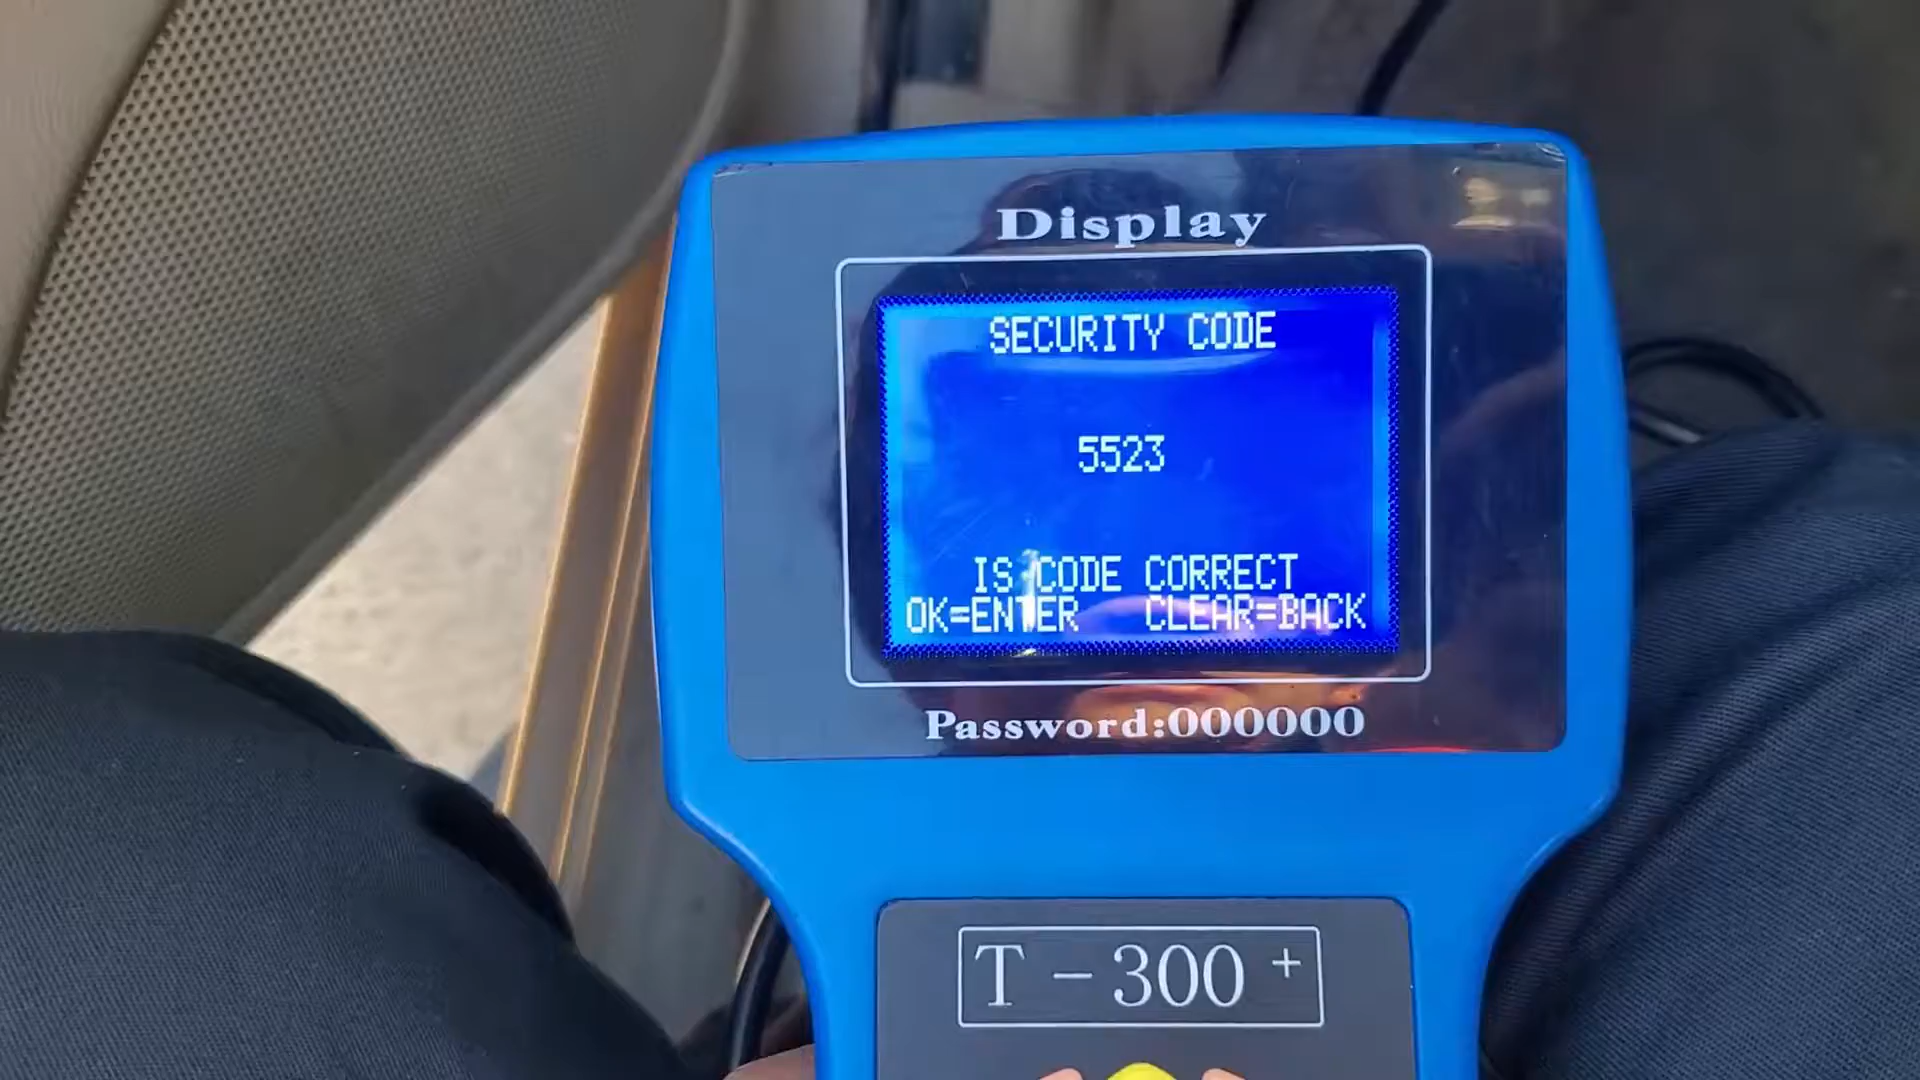 Display
SECURITY CODE
5523
IS CODE CORRECT
OK=ENTER CLEAR=BACK
Password:000000
T-300+